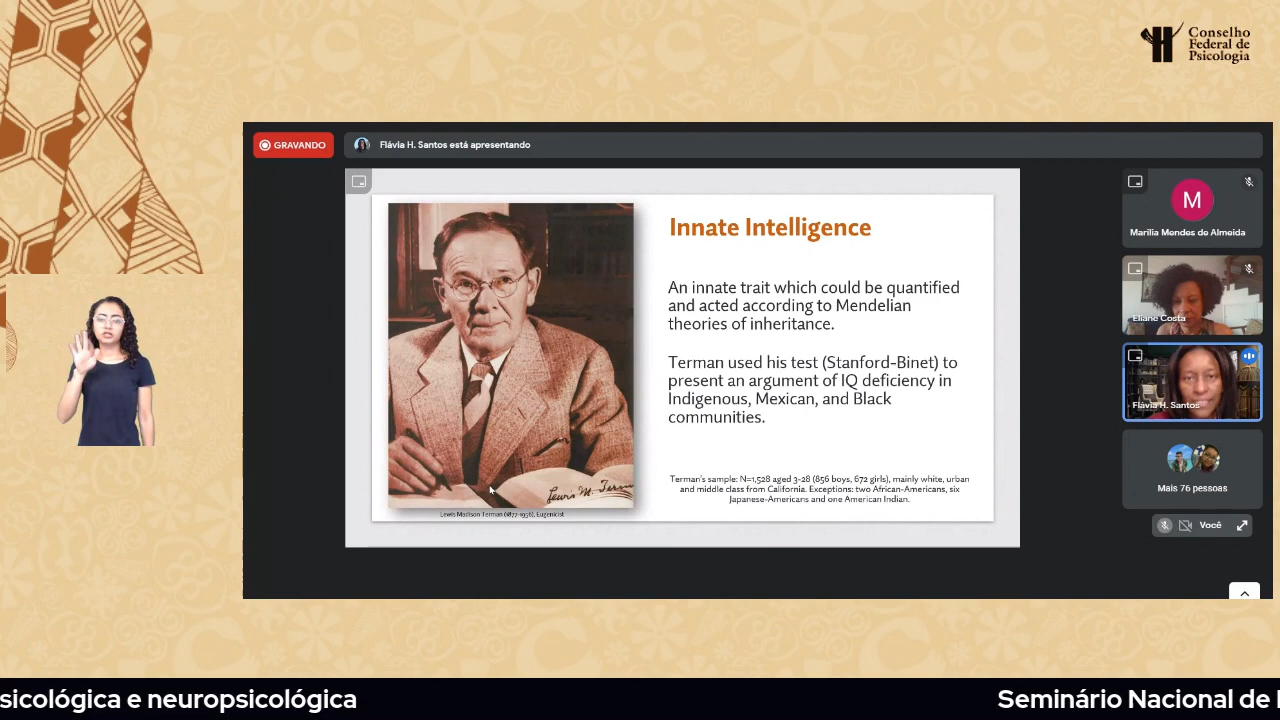 Conselho
Federal de
Psicologia
GRAVANDO
Flávia H. Santos está apresentando
Innate Intelligence
An innate trait which could be quantified
and acted according to Mendelian
theories of inheritance.
Terman used his test (Stanford-Binet) to
present an argument of IQ deficiency in
Indigenous, Mexican, and Black
communities.
Terman's sample: N=1,528 aged 3-28 (856 boys, 672 girls), mainly white, urban
and middle class from California. Exceptions: two African-Americans, six
Japanese-Americans and one American Indian.
Lewis M. Term
Lewis Madison Terman (1877-1956), Eugenicist
M
Marilia Mendes de Almeida
Eliane Costa
Flávia H. Santos
Mais 76 pessoas
Você
sicológica e neuropsicológica
Seminário Nacional de